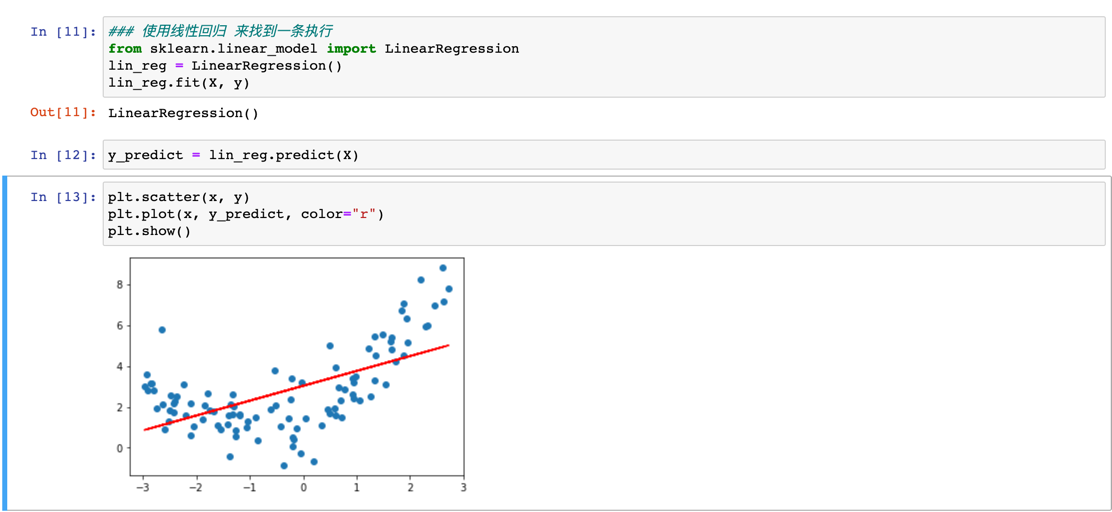 In [11]: ### 使用线性回归 来找到一条执行
from sklearn.linear_model import LinearRegression
lin_reg = LinearRegression()
lin_reg.fit(X, y)
Out[11]: LinearRegression()
In [12]: y_predict = lin_reg.predict(X)
In [13]: plt.scatter(x, y)
plt.plot(x, y_predict, color="r")
plt.show()
8
6
4
2
0
−3 −2 −1 0 1 2 3